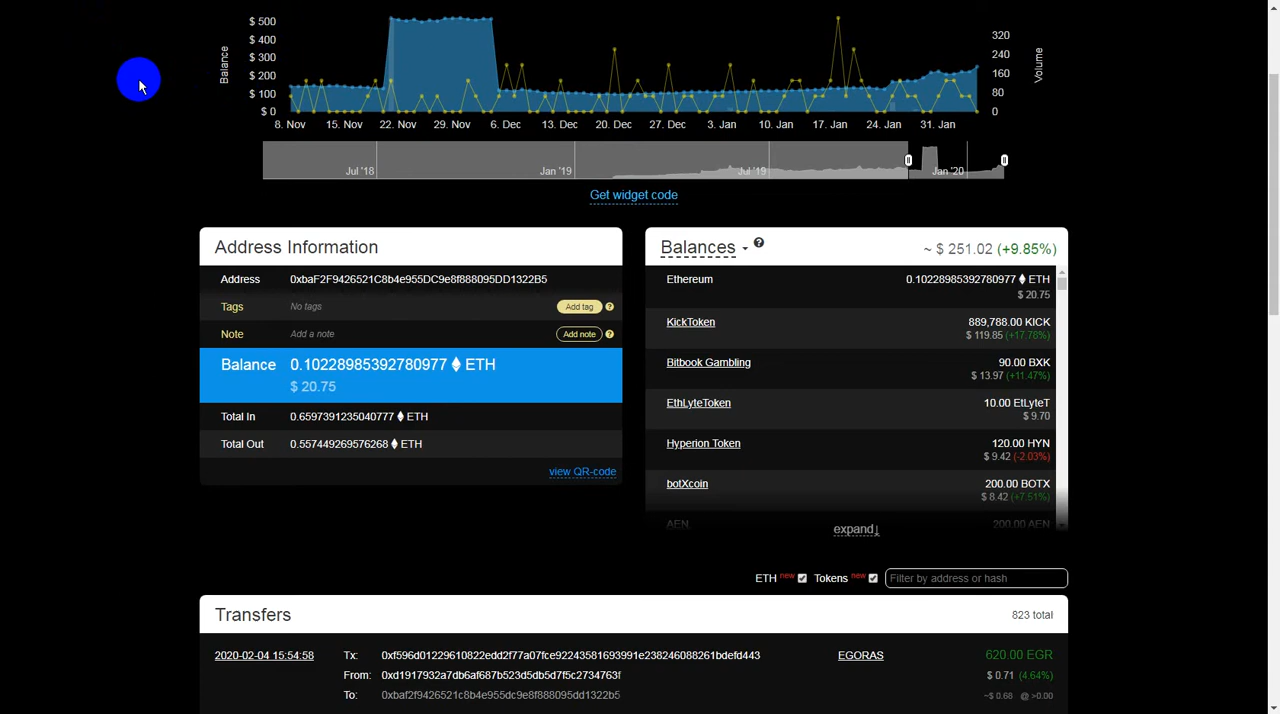 $ 500
$ 400
$ 300
$ 200
$ 100
$ 0
Balance
320
240
160
80
0
Volume
8. Nov 15. Nov 22. Nov 29. Nov 6. Dec 13. Dec 20. Dec 27. Dec 3. Jan 10. Jan 17. Jan 24. Jan 31. Jan
Jul '18 Jan '19 Jul '19 Jan '20
Get widget code
Address Information
Address 0xbaF2F9426521C8b4e955DC9e8f888095DD1322B5
Tags No tags Add tag ?
Note Add a note Add note ?
Balance 0.10228985392780977 ETH
$ 20.75
Total In 0.6597391235040777 ETH
Total Out 0.557449269576268 ETH
view QR-code
Balances ? ~ $ 251.02 (+9.85%)
Ethereum 0.10228985392780977 ETH
$ 20.75
KickToken 889,788.00 KICK
$ 119.85 (+17.78%)
Bitbook Gambling 90.00 BXK
$ 13.97 (+11.47%)
EthLyteToken 10.00 EtLyteT
$ 9.70
Hyperion Token 120.00 HYN
$ 9.42 (-2.03%)
botXcoin 200.00 BOTX
$ 8.42 (+7.51%)
AEN 200.00 AEN
expand↓
ETH new Tokens new Filter by address or hash
Transfers 823 total
2020-02-04 15:54:58 Tx: 0xf596d01229610822edd2f77a07fce92243581693991e238246088261bdefd443 EGORAS 620.00 EGR
From: 0xd1917932a7db6af687b523d5db5d7f5c2734763f $ 0.71 (4.64%)
To: 0xbaf2f9426521c8b4e955dc9e8f888095dd1322b5 ~$ 0.68 @ >0.00